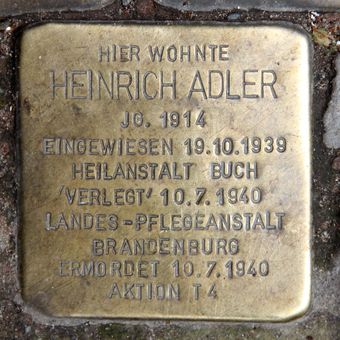 HIER WOHNTE
HEINRICH ADLER
JG. 1914
EINGEWIESEN 19.10.1939
HEILANSTALT BUCH
'VERLEGT' 10.7.1940
LANDES-PFLEGEANSTALT
BRANDENBURG
ERMORDET 10.7.1940
AKTION T4